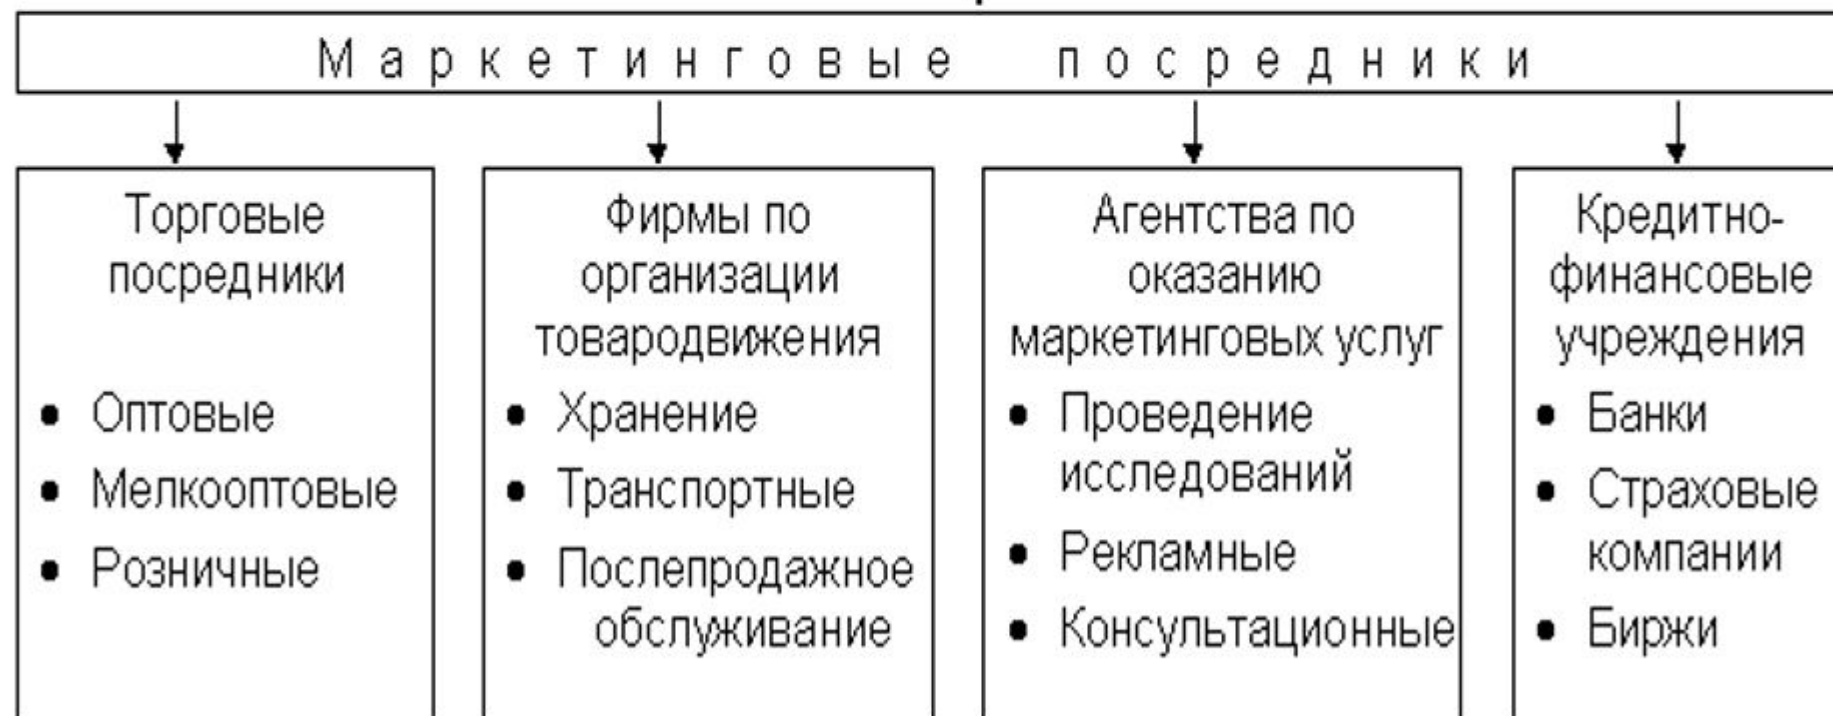 Маркетинговые посредники
Торговые
посредники
• Оптовые
• Мелкооптовые
• Розничные
Фирмы по
организации
товародвижения
• Хранение
• Транспортные
• Послепродажное
обслуживание
Агентства по
оказанию
маркетинговых услуг
• Проведение
исследований
• Рекламные
• Консультационные
Кредитно-
финансовые
учреждения
• Банки
• Страховые
компании
• Биржи